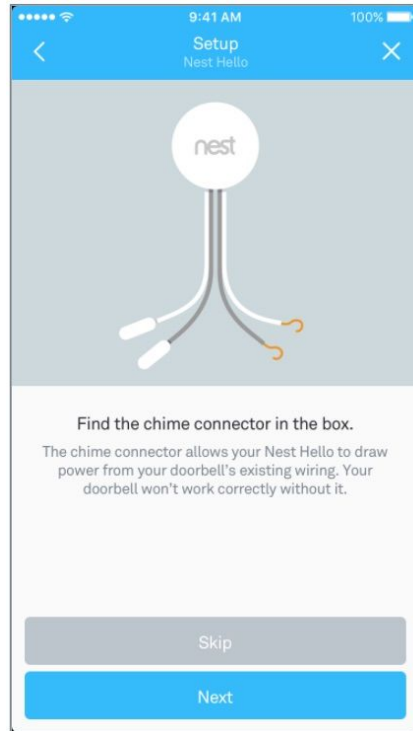 9:41 AM 100%
Setup
Nest Hello
nest
Find the chime connector in the box.
The chime connector allows your Nest Hello to draw
power from your doorbell's existing wiring. Your
doorbell won't work correctly without it.
Skip
Next